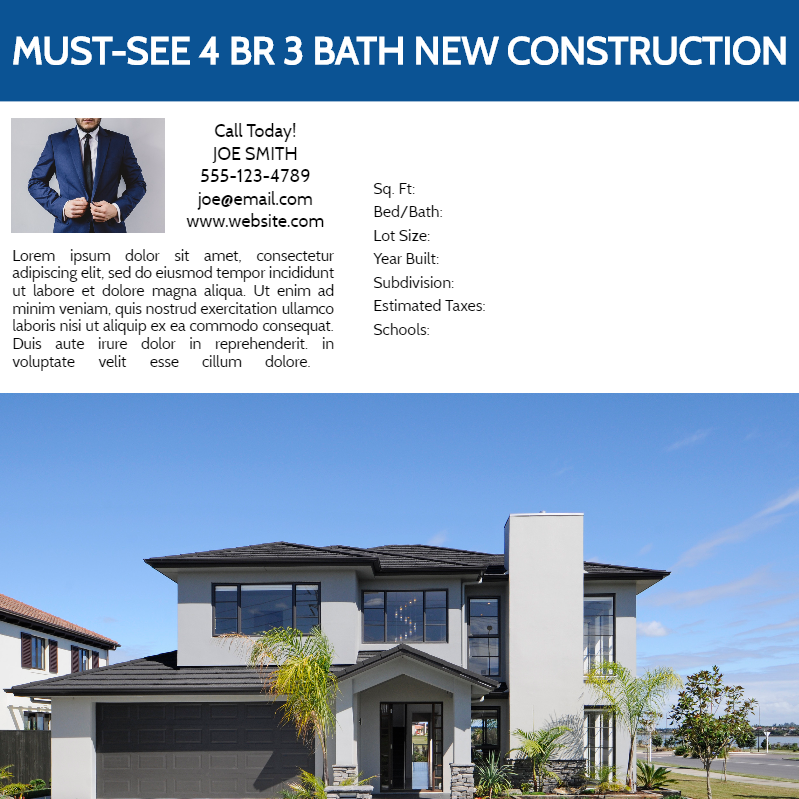 MUST-SEE 4 BR 3 BATH NEW CONSTRUCTION
Call Today!
JOE SMITH
555-123-4789
joe@email.com
www.website.com
Lorem ipsum dolor sit amet, consectetur
adipiscing elit, sed do eiusmod tempor incididunt
ut labore et dolore magna aliqua. Ut enim ad
minim veniam, quis nostrud exercitation ullamco
laboris nisi ut aliquip ex ea commodo consequat.
Duis aute irure dolor in reprehenderit. in
voluptate velit esse cillum dolore.
Sq. Ft:
Bed/Bath:
Lot Size:
Year Built:
Subdivision:
Estimated Taxes:
Schools: